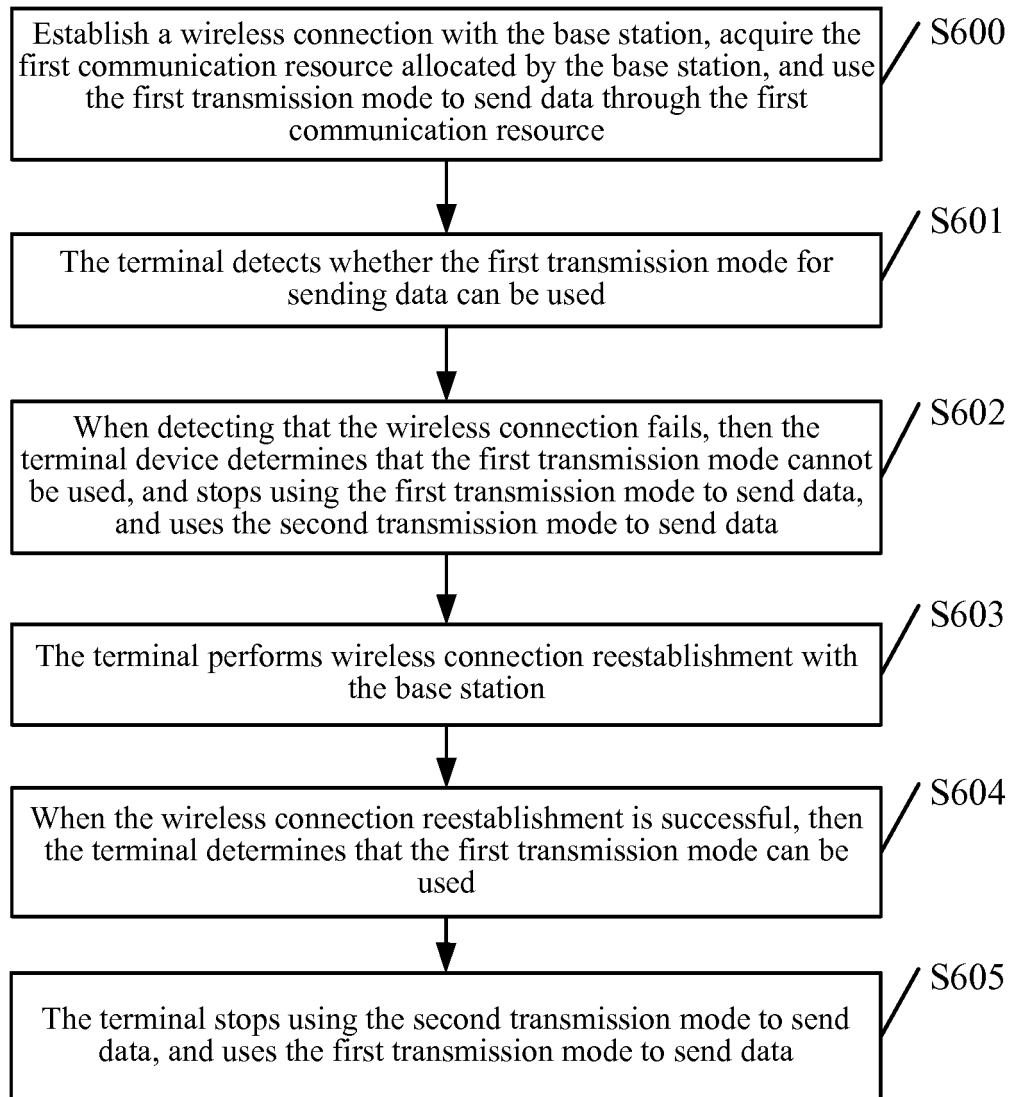 Establish a wireless connection with the base station, acquire the
first communication resource allocated by the base station, and use
the first transmission mode to send data through the first
communication resource
S600
The terminal detects whether the first transmission mode for
sending data can be used
S601
When detecting that the wireless connection fails, then the
terminal device determines that the first transmission mode cannot
be used, and stops using the first transmission mode to send data,
and uses the second transmission mode to send data
S602
The terminal performs wireless connection reestablishment with
the base station
S603
When the wireless connection reestablishment is successful, then
the terminal determines that the first transmission mode can be
used
S604
The terminal stops using the second transmission mode to send
data, and uses the first transmission mode to send data
S605